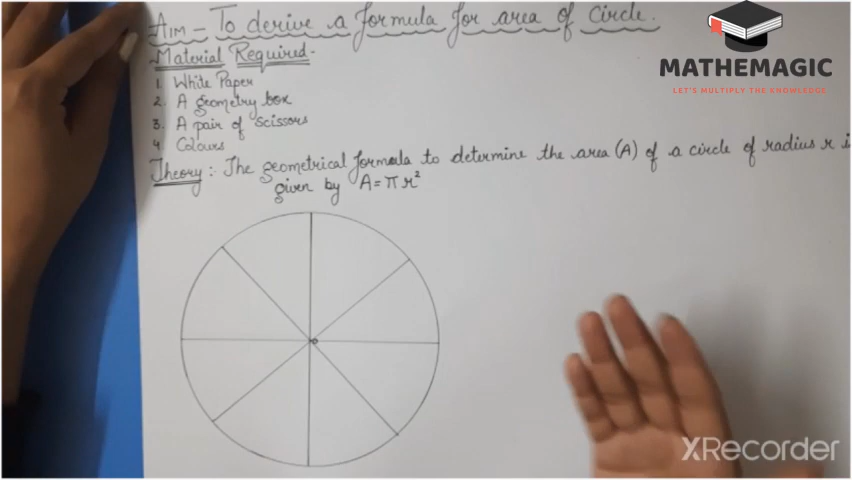 Aim - To derive a formula for area of Circle.
Material Required -
1. White Paper
2. A geometry box
3. A pair of Scissors
4. Colours
Theory :- The geometrical formula to determine the area (A) of a circle of radius r i
given by A = π r²
MATHEMAGIC
LET'S MULTIPLY THE KNOWLEDGE
XRecorder